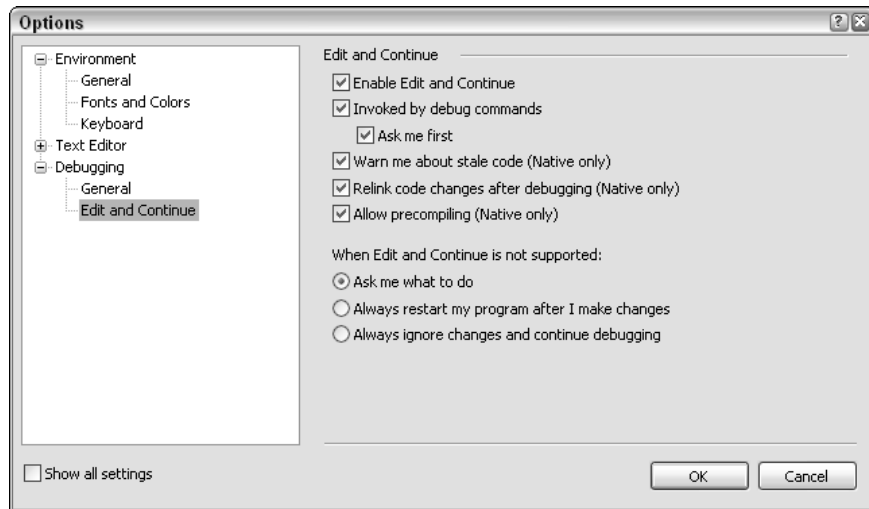 Options
Environment
General
Fonts and Colors
Keyboard
Text Editor
Debugging
General
Edit and Continue
Edit and Continue
Enable Edit and Continue
Invoked by debug commands
Ask me first
Warn me about stale code (Native only)
Relink code changes after debugging (Native only)
Allow precompiling (Native only)
When Edit and Continue is not supported:
Ask me what to do
Always restart my program after I make changes
Always ignore changes and continue debugging
Show all settings
OK
Cancel